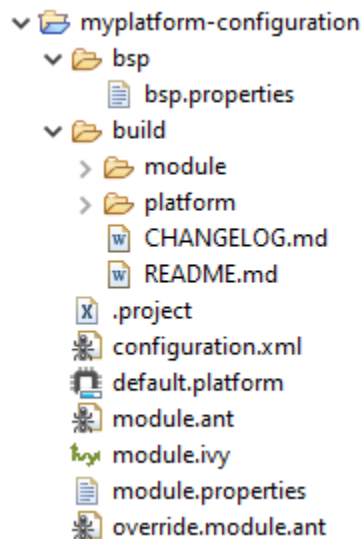 myplatform-configuration
bsp
bsp.properties
build
module
platform
CHANGELOG.md
README.md
.project
configuration.xml
default.platform
module.ant
module.ivy
module.properties
override.module.ant